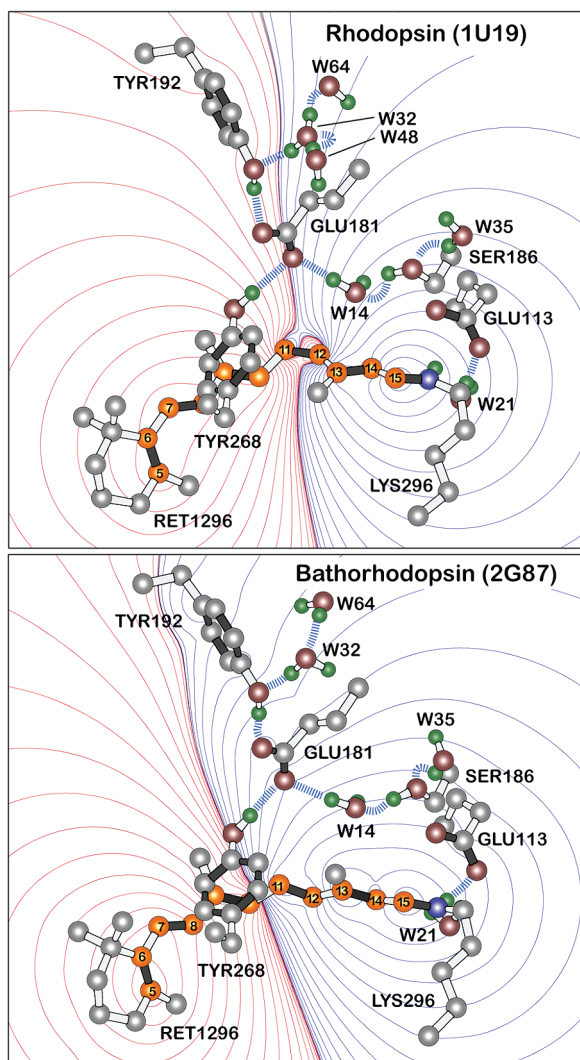 Rhodopsin (1U19)
W64
TYR192
W32
W48
GLU181
W35
SER186
W14
GLU113
11
12
13
14
15
7
6
5
TYR268
W21
LYS296
RET1296
Bathorhodopsin (2G87)
W64
TYR192
W32
W35
GLU181
SER186
W14
GLU113
11
12
13
14
15
7
8
6
5
W21
TYR268
LYS296
RET1296